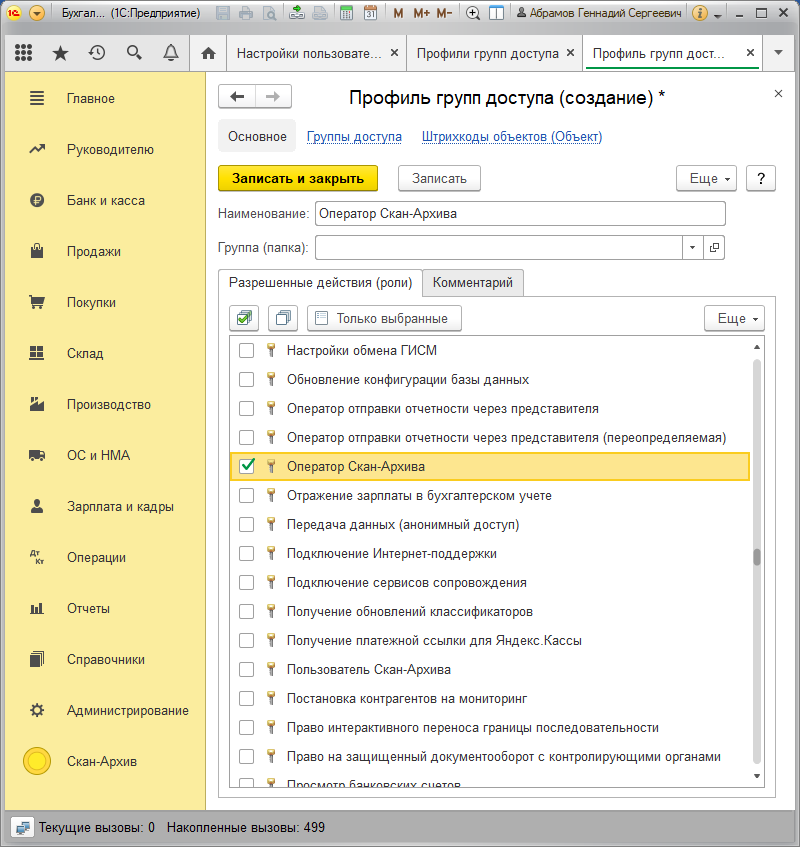 Бухгал... (1С:Предприятие)
M M+ M-
31
Абрамов Геннадий Сергеевич
Настройки пользовате...
Профили групп доступа
Профиль групп дост...
Главное
Руководителю
Банк и касса
Продажи
Покупки
Склад
Производство
ОС и НМА
Зарплата и кадры
Дт
Кт
Операции
Отчеты
Справочники
Администрирование
Скан-Архив
Профиль групп доступа (создание) *
Основное
Группы доступа
Штрихкоды объектов (Объект)
Записать и закрыть
Записать
Еще
?
Наименование:
Оператор Скан-Архива
Группа (папка):
Разрешенные действия (роли)
Комментарий
Только выбранные
Еще
Настройки обмена ГИСМ
Обновление конфигурации базы данных
Оператор отправки отчетности через представителя
Оператор отправки отчетности через представителя (переопределяемая)
Оператор Скан-Архива
Отражение зарплаты в бухгалтерском учете
Передача данных (анонимный доступ)
Подключение Интернет-поддержки
Подключение сервисов сопровождения
Получение обновлений классификаторов
Получение платежной ссылки для Яндекс.Кассы
Пользователь Скан-Архива
Постановка контрагентов на мониторинг
Право интерактивного переноса границы последовательности
Право на защищенный документооборот с контролирующими органами
Просмотр банковских счетов
Текущие вызовы: 0 Накопленные вызовы: 499